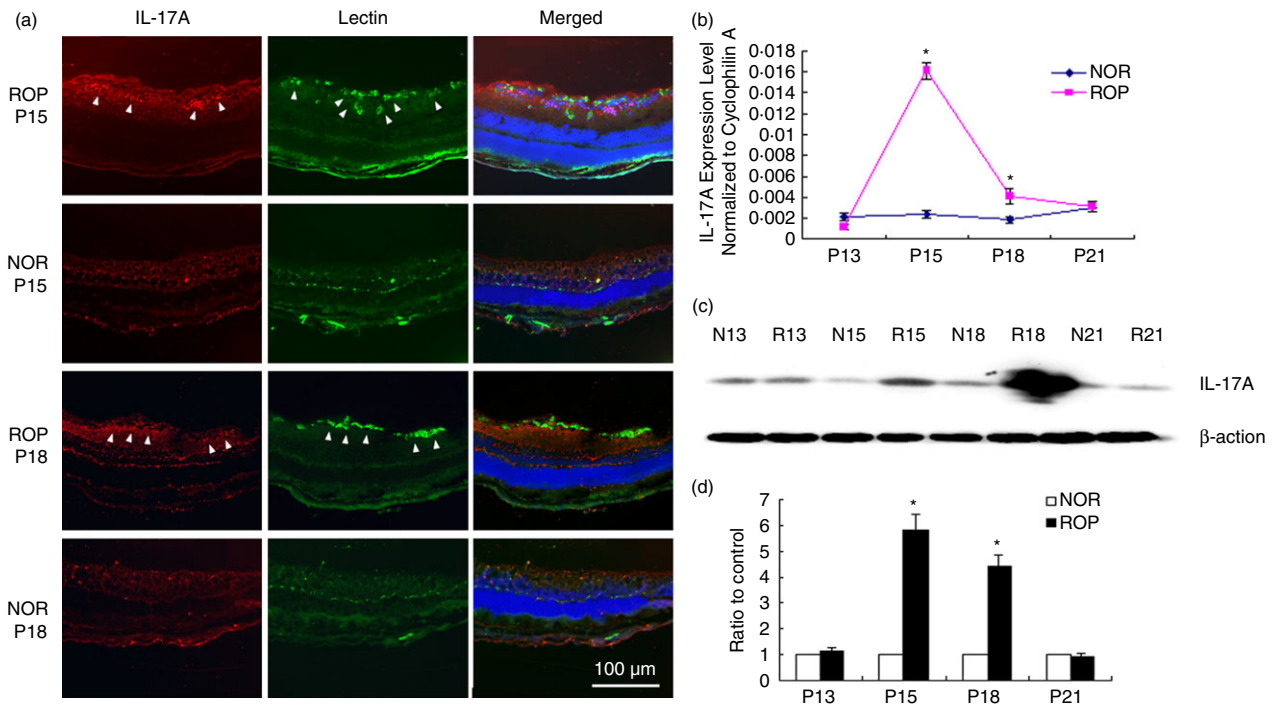 (a)
IL-17A
Lectin
Merged
ROP
P15
NOR
P15
ROP
P18
NOR
P18
100 µm
(b)
IL-17A Expression Level
Normalized to Cyclophilin A
0·018
0·016
0·014
0·012
0·01
0·008
0·006
0·004
0·002
0
*
*
NOR
ROP
P13
P15
P18
P21
(c)
N13 R13 N15 R15 N18 R18 N21 R21
IL-17A
β-action
(d)
Ratio to control
7
6
5
4
3
2
1
0
*
*
NOR
ROP
P13
P15
P18
P21